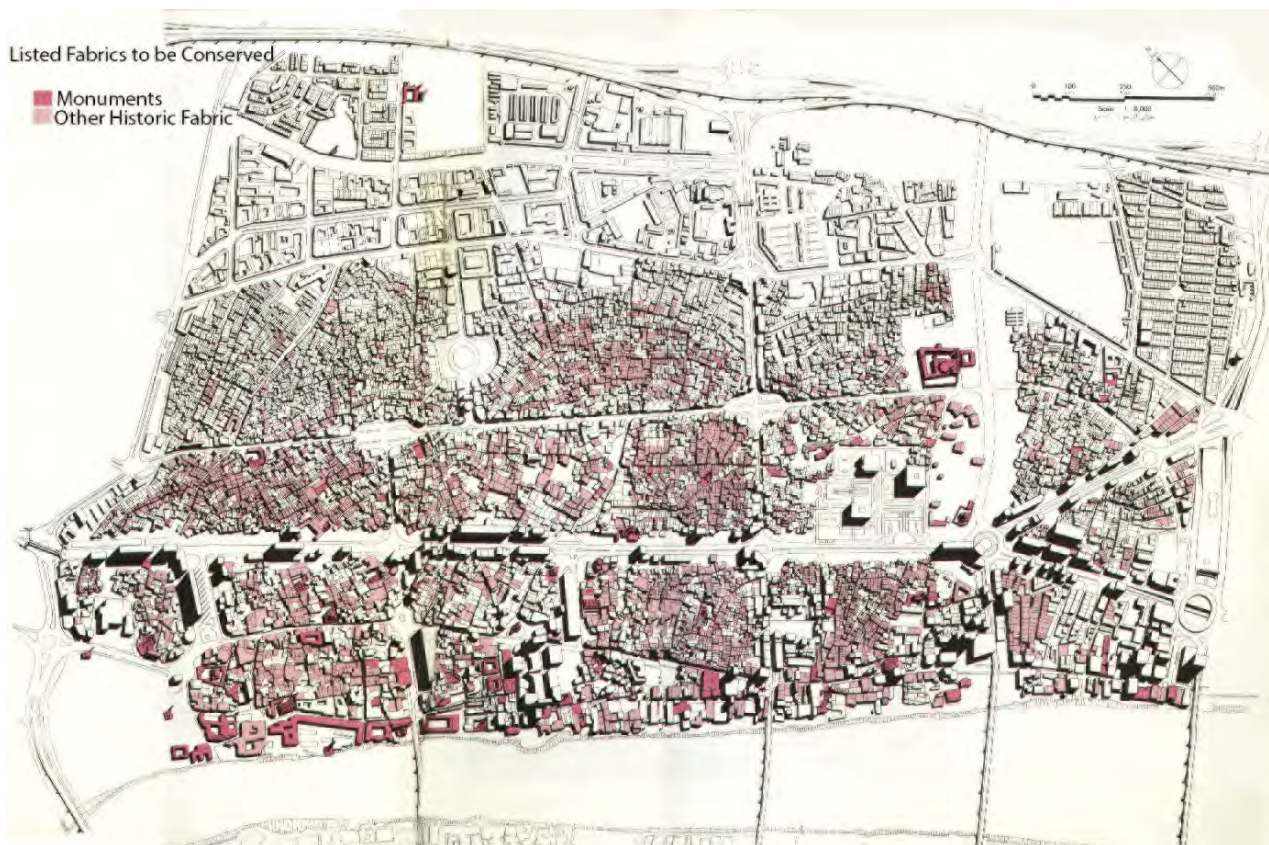 Listed Fabrics to be Conserved
Monuments
Other Historic Fabric
0 100 250 500m
Scale 1:8,000